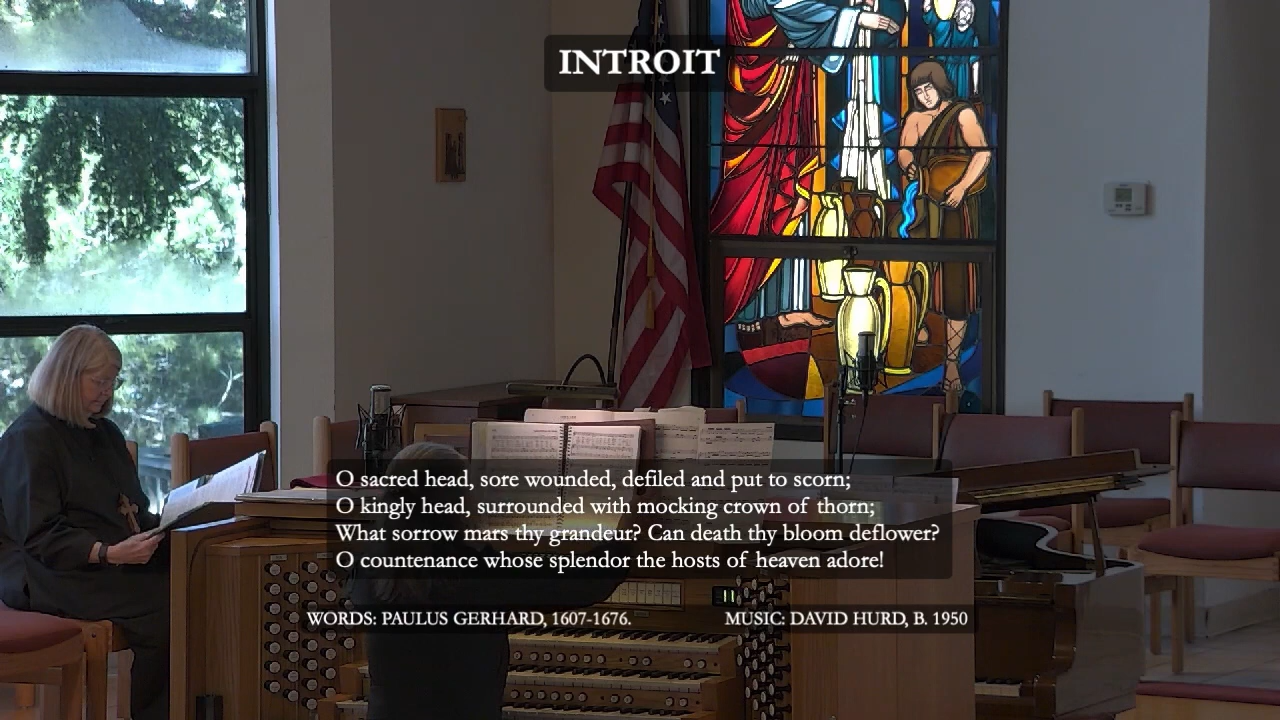 INTROIT
O sacred head, sore wounded, defiled and put to scorn;
O kingly head, surrounded with mocking crown of thorn;
What sorrow mars thy grandeur? Can death thy bloom deflower?
O countenance whose splendor the hosts of heaven adore!
WORDS: PAULUS GERHARD, 1607-1676.
MUSIC: DAVID HURD, B. 1950